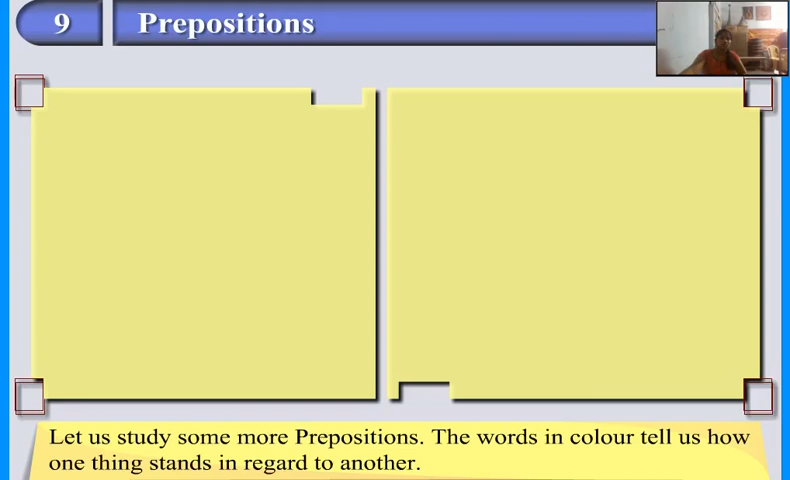 9 Prepositions
Let us study some more Prepositions. The words in colour tell us how
one thing stands in regard to another.